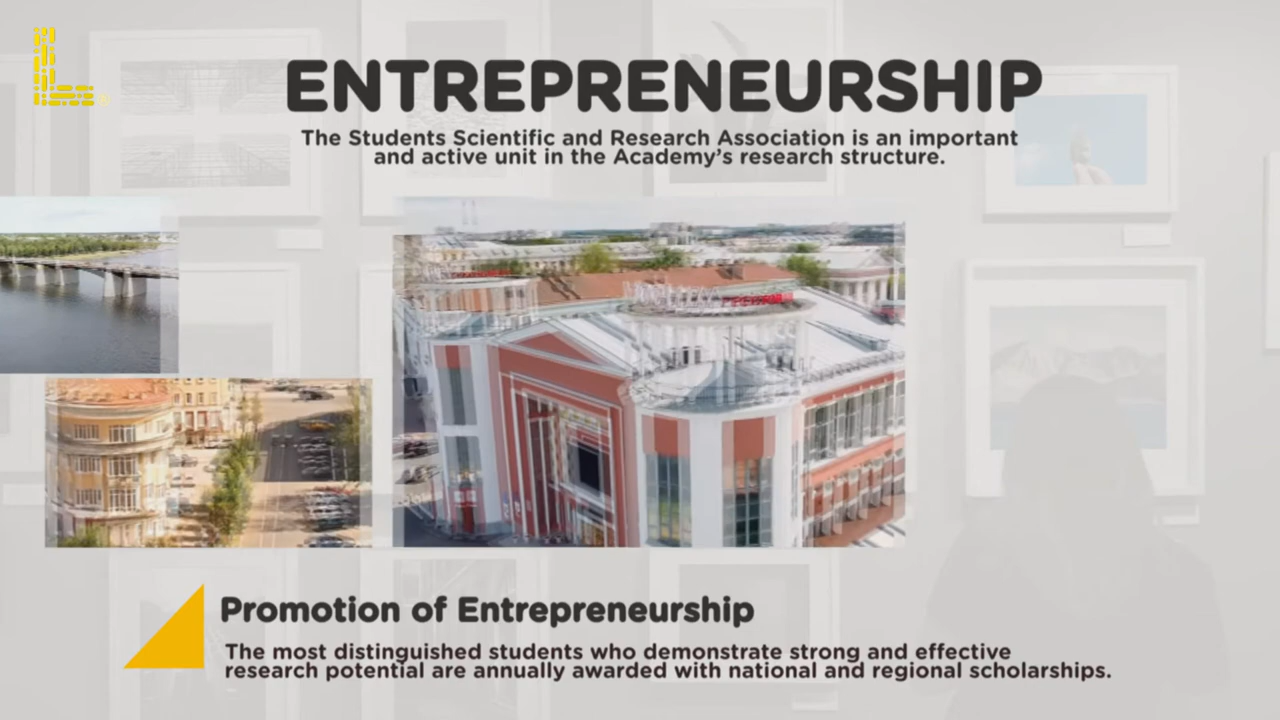 ENTREPRENEURSHIP
The Students Scientific and Research Association is an important
and active unit in the Academy’s research structure.
Promotion of Entrepreneurship
The most distinguished students who demonstrate strong and effective
research potential are annually awarded with national and regional scholarships.